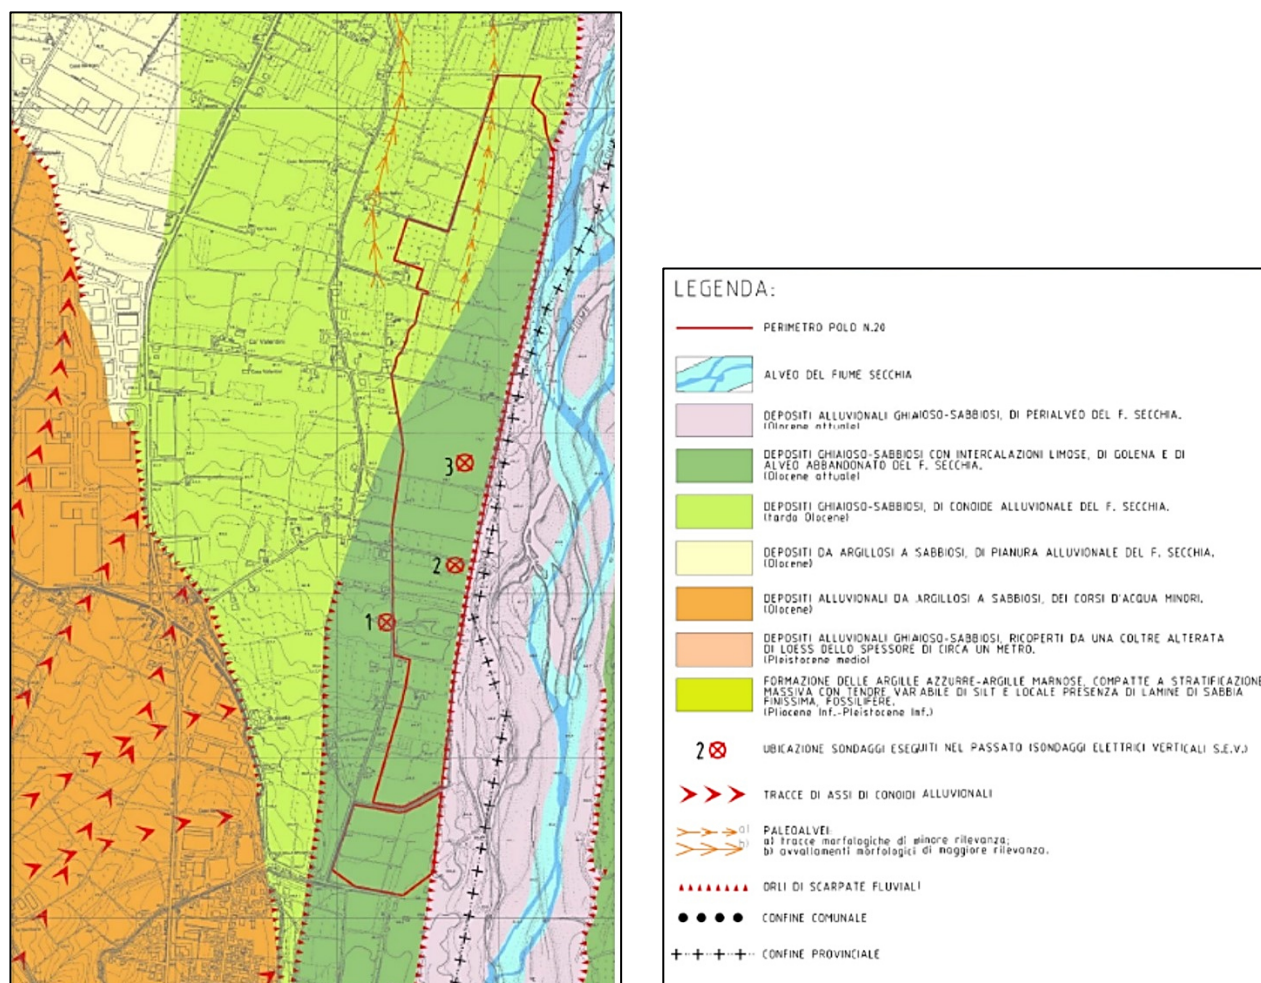 3
2
1
Ca' Valentini
LEGENDA:
PERIMETRO POLO N.20
ALVEO DEL FIUME SECCHIA
DEPOSITI ALLUVIONALI GHIAIOSO-SABBIOSI, DI PERIALVEO DEL F. SECCHIA.
(Olocene attuale)
DEPOSITI GHIAIOSO-SABBIOSI CON INTERCALAZIONI LIMOSE, DI GOLENA E DI
ALVEO ABBANDONATO DEL F. SECCHIA.
(Olocene attuale)
DEPOSITI GHIAIOSO-SABBIOSI, DI CONOIDE ALLUVIONALE DEL F. SECCHIA.
(tardo Olocene)
DEPOSITI DA ARGILLOSI A SABBIOSI, DI PIANURA ALLUVIONALE DEL F. SECCHIA.
(Olocene)
DEPOSITI ALLUVIONALI DA ARGILLOSI A SABBIOSI, DEI CORSI D'ACQUA MINORI.
(Olocene)
DEPOSITI ALLUVIONALI GHIAIOSO-SABBIOSI, RICOPERTI DA UNA COLTRE ALTERATA
DI LOESS DELLO SPESSORE DI CIRCA UN METRO.
(Pleistocene medio)
FORMAZIONE DELLE ARGILLE AZZURRE-ARGILLE MARNOSE, COMPATTE A STRATIFICAZIONE
MASSIVA CON TENORE VARIABILE DI SILT E LOCALE PRESENZA DI LAMINE DI SABBIA
FINISSIMA, FOSSILIFERE.
(Pliocene Inf.-Pleistocene Inf.)
2 UBICAZIONE SONDAGGI ESEGUITI NEL PASSATO (SONDAGGI ELETTRICI VERTICALI S.E.V.)
TRACCE DI ASSI DI CONOIDI ALLUVIONALI
a) PALEOALVEI:
a) tracce morfologiche di minore rilevanza;
b) b) avvallamenti morfologici di maggiore rilevanza.
ORLI DI SCARPATE FLUVIALI
CONFINE COMUNALE
CONFINE PROVINCIALE